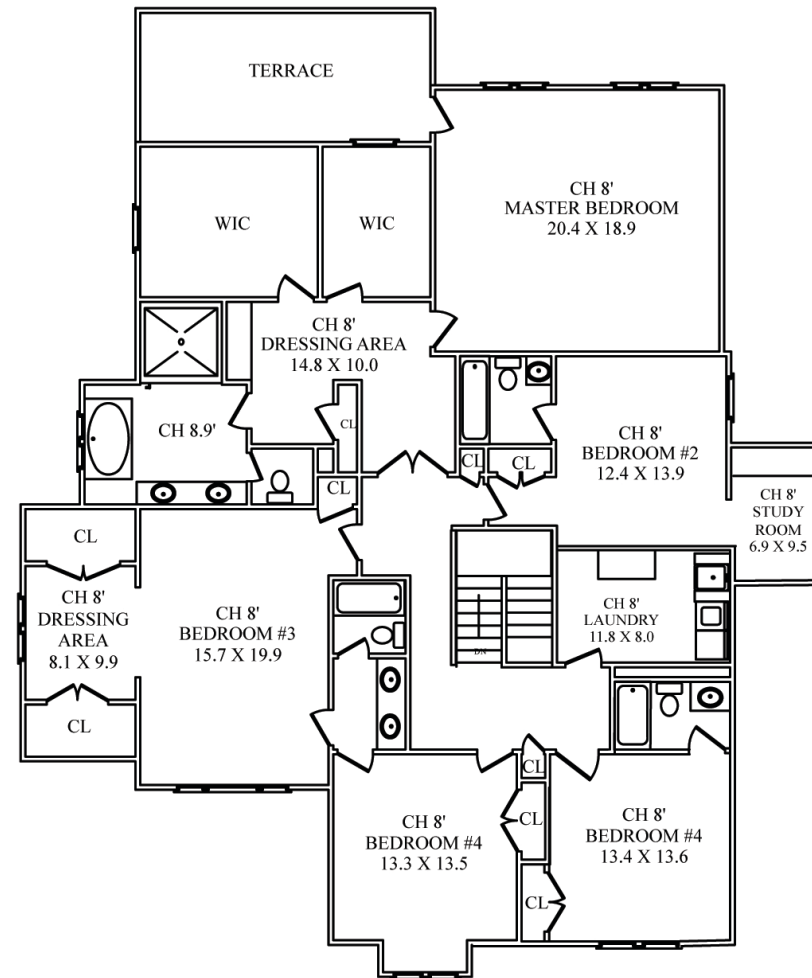 TERRACE
WIC
WIC
CH 8'
MASTER BEDROOM
20.4 X 18.9
CH 8'
DRESSING AREA
14.8 X 10.0
CL
CH 8.9'
CL
CL
CL
CH 8'
BEDROOM #2
12.4 X 13.9
CH 8'
STUDY
ROOM
6.9 X 9.5
CL
CH 8'
DRESSING
AREA
8.1 X 9.9
CL
CH 8'
BEDROOM #3
15.7 X 19.9
DN
CH 8'
LAUNDRY
11.8 X 8.0
CH 8'
BEDROOM #4
13.3 X 13.5
CL
CL
CL
CH 8'
BEDROOM #4
13.4 X 13.6